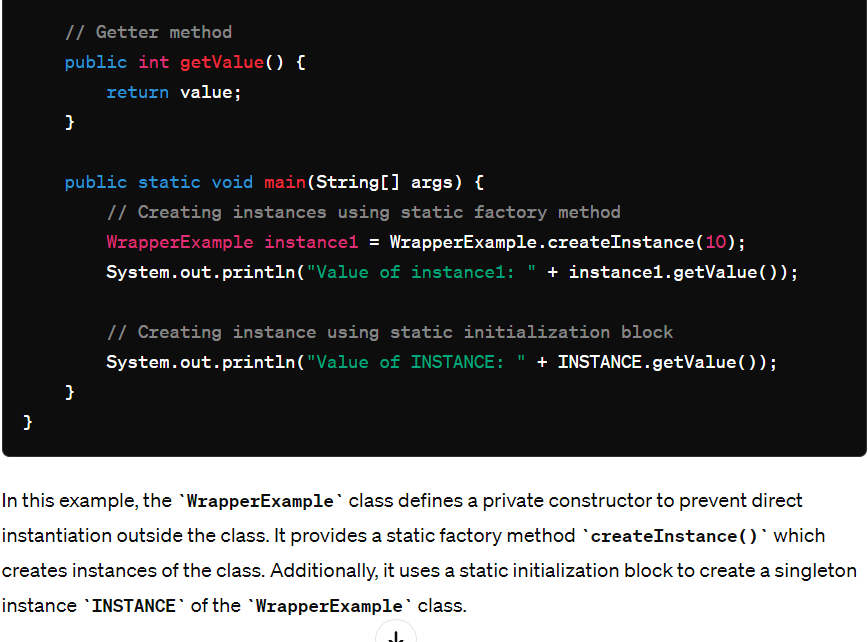 // Getter method
public int getValue() {
return value;
}
public static void main(String[] args) {
// Creating instances using static factory method
WrapperExample instance1 = WrapperExample.createInstance(10);
System.out.println("Value of instance1: " + instance1.getValue());
// Creating instance using static initialization block
System.out.println("Value of INSTANCE: " + INSTANCE.getValue());
}
}
In this example, the `WrapperExample` class defines a private constructor to prevent direct
instantiation outside the class. It provides a static factory method `createInstance()` which
creates instances of the class. Additionally, it uses a static initialization block to create a singleton
instance `INSTANCE` of the `WrapperExample` class.